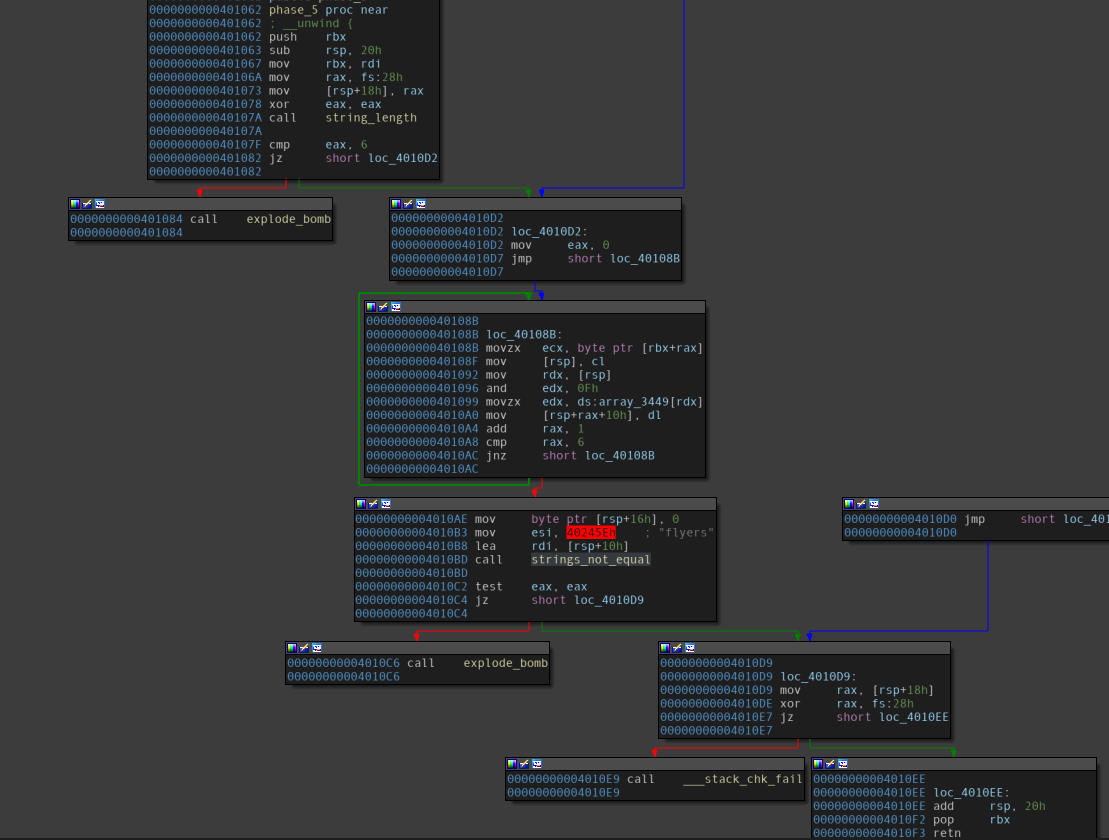 0000000000401062 phase_5 proc near
0000000000401062 ; __unwind {
0000000000401062 push rbx
0000000000401063 sub rsp, 20h
0000000000401067 mov rbx, rdi
000000000040106A mov rax, fs:28h
0000000000401073 mov [rsp+18h], rax
0000000000401078 xor eax, eax
000000000040107A call string_length
000000000040107A
000000000040107F cmp eax, 6
0000000000401082 jz short loc_4010D2
0000000000401082
0000000000401084 call explode_bomb
0000000000401084
00000000004010D2
00000000004010D2 loc_4010D2:
00000000004010D2 mov eax, 0
00000000004010D7 jmp short loc_40108B
00000000004010D7
000000000040108B
000000000040108B loc_40108B:
000000000040108B movzx ecx, byte ptr [rbx+rax]
000000000040108F mov [rsp], cl
0000000000401092 mov rdx, [rsp]
0000000000401096 and edx, 0Fh
0000000000401099 movzx edx, ds:array_3449[rdx]
00000000004010A0 mov [rsp+rax+10h], dl
00000000004010A4 add rax, 1
00000000004010A8 cmp rax, 6
00000000004010AC jnz short loc_40108B
00000000004010AC
00000000004010AE mov byte ptr [rsp+16h], 0
00000000004010B3 mov esi, 40245Eh ; "flyers"
00000000004010B8 lea rdi, [rsp+10h]
00000000004010BD call strings_not_equal
00000000004010BD
00000000004010C2 test eax, eax
00000000004010C4 jz short loc_4010D9
00000000004010C4
00000000004010D0 jmp short loc_401
00000000004010D0
00000000004010C6 call explode_bomb
00000000004010C6
00000000004010D9
00000000004010D9 loc_4010D9:
00000000004010D9 mov rax, [rsp+18h]
00000000004010DE xor rax, fs:28h
00000000004010E7 jz short loc_4010EE
00000000004010E7
00000000004010E9 call ___stack_chk_fail
00000000004010E9
00000000004010EE
00000000004010EE loc_4010EE:
00000000004010EE add rsp, 20h
00000000004010F2 pop rbx
00000000004010F3 retn